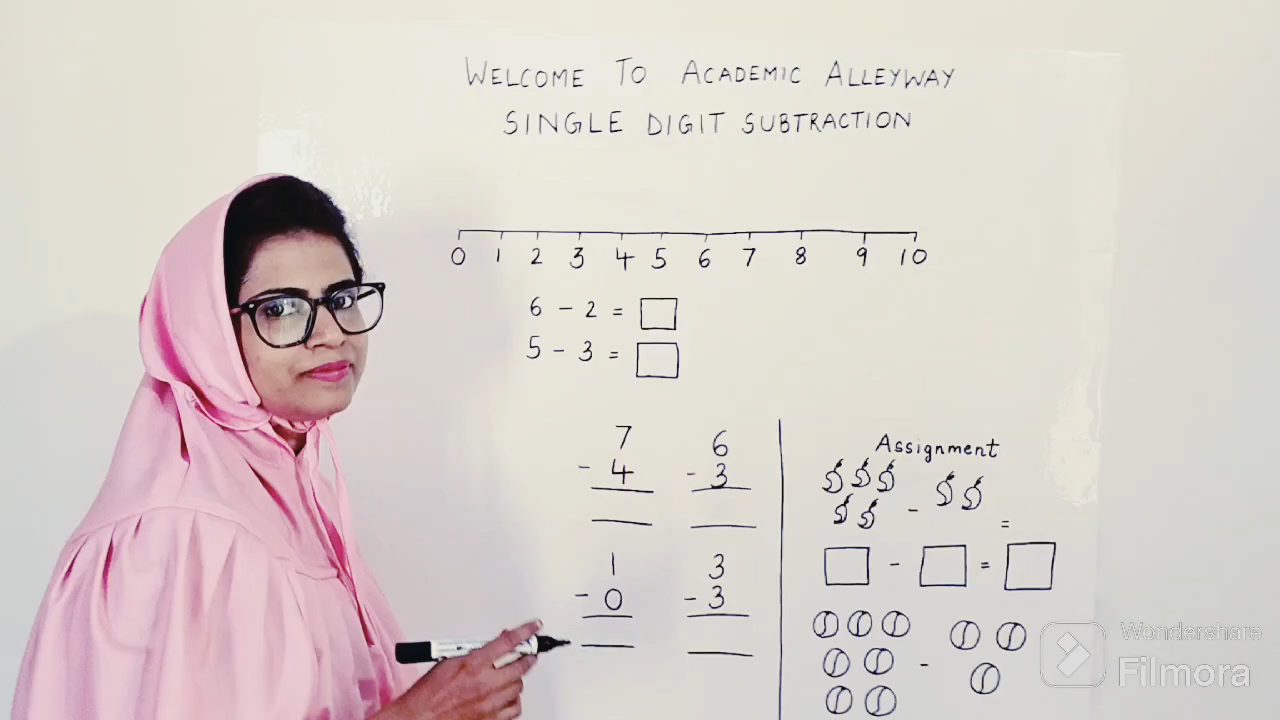 WELCOME TO ACADEMIC ALLEYWAY
SINGLE DIGIT SUBTRACTION
0 1 2 3 4 5 6 7 8 9 10
6 - 2 =
5 - 3 =
7
- 4
6
- 3
1
- 0
3
- 3
Assignment
- =
- =
-
Wondershare
Filmora